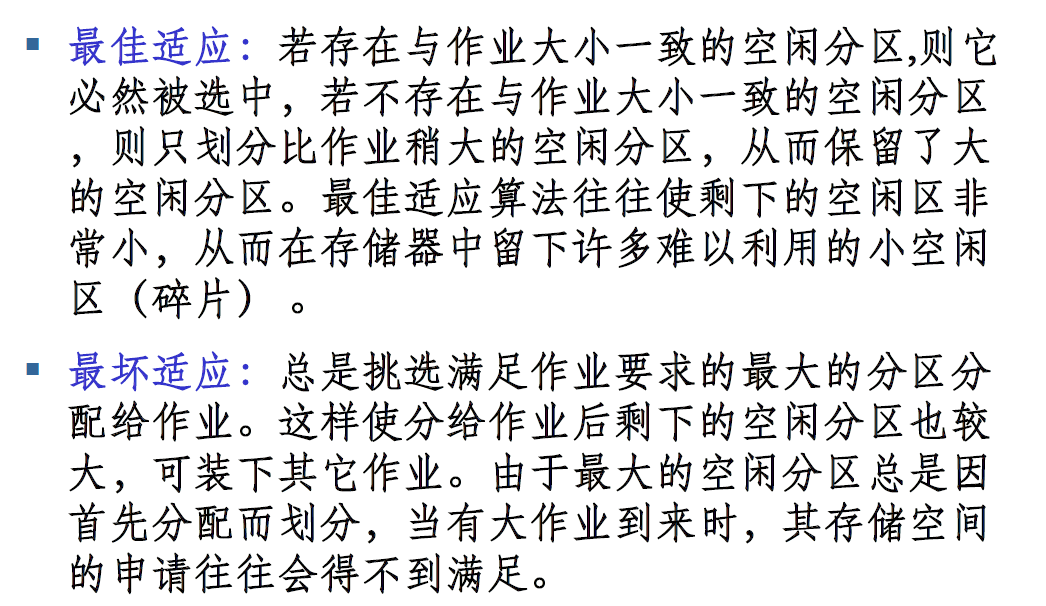 ▪ 最佳适应：若存在与作业大小一致的空闲分区,则它
必然被选中，若不存在与作业大小一致的空闲分区
，则只划分比作业稍大的空闲分区，从而保留了大
的空闲分区。最佳适应算法往往使剩下的空闲区非
常小，从而在存储器中留下许多难以利用的小空闲
区（碎片） 。
▪ 最坏适应：总是挑选满足作业要求的最大的分区分
配给作业。这样使分给作业后剩下的空闲分区也较
大，可装下其它作业。由于最大的空闲分区总是因
首先分配而划分，当有大作业到来时，其存储空间
的申请往往会得不到满足。